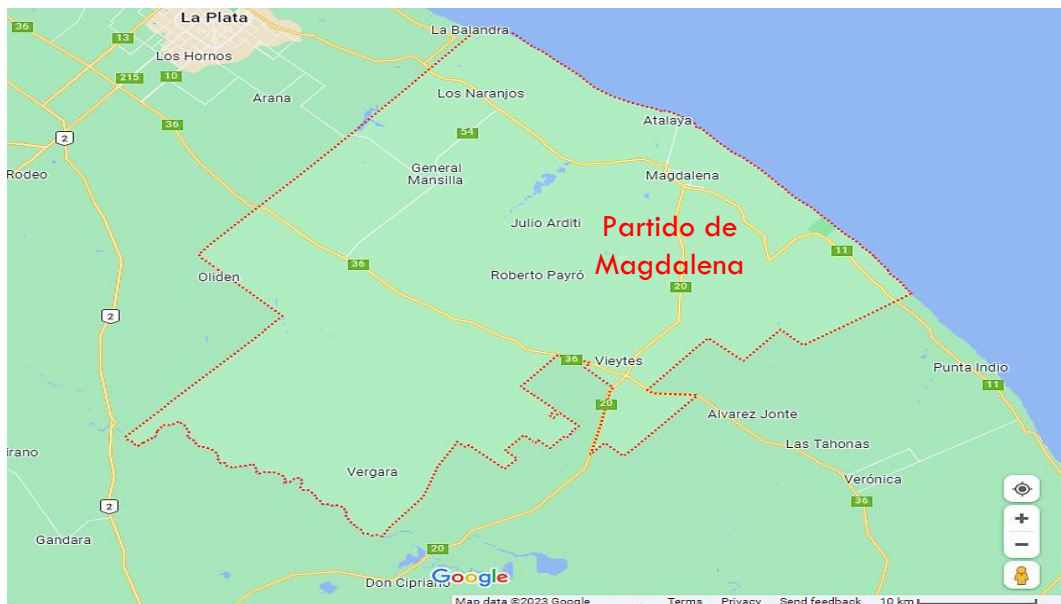 La Plata
La Balandra
36
13
Los Hornos
215
10
Arana
Los Naranjos
Atalaya
36
54
2
General
Mansilla
Magdalena
Rodeo
Julio Arditi
Partido de
Magdalena
11
36
Oliden
Roberto Payró
20
2
36
Vieytes
Punta Indio
11
20
Alvarez Jonte
Las Tahonas
irano
Vergara
Verónica
36
2
Gandara
20
Don Cipriano
Google
Map data ©2023 Google
Terms
Privacy
Send feedback
10 km